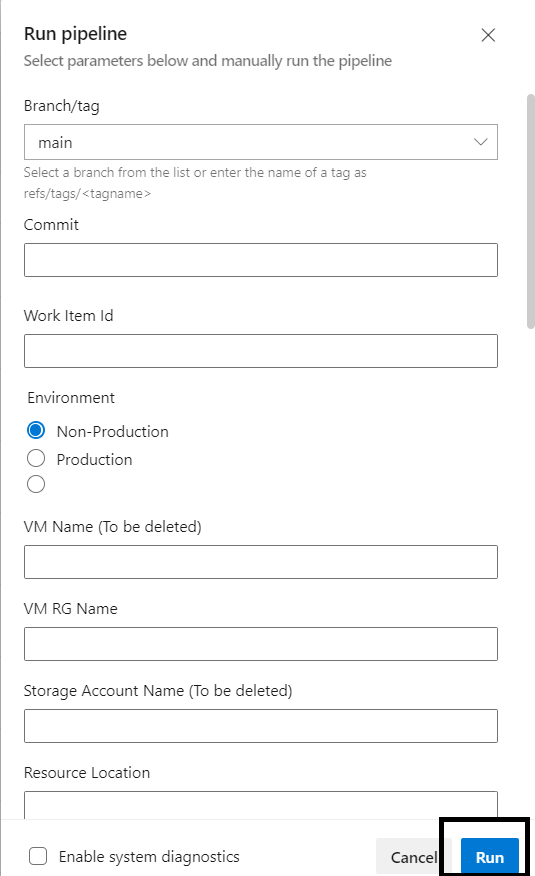 Run pipeline
Select parameters below and manually run the pipeline
Branch/tag
main
Select a branch from the list or enter the name of a tag as
refs/tags/<tagname>
Commit
Work Item Id
Environment
Non-Production
Production
VM Name (To be deleted)
VM RG Name
Storage Account Name (To be deleted)
Resource Location
Enable system diagnostics
Cancel
Run